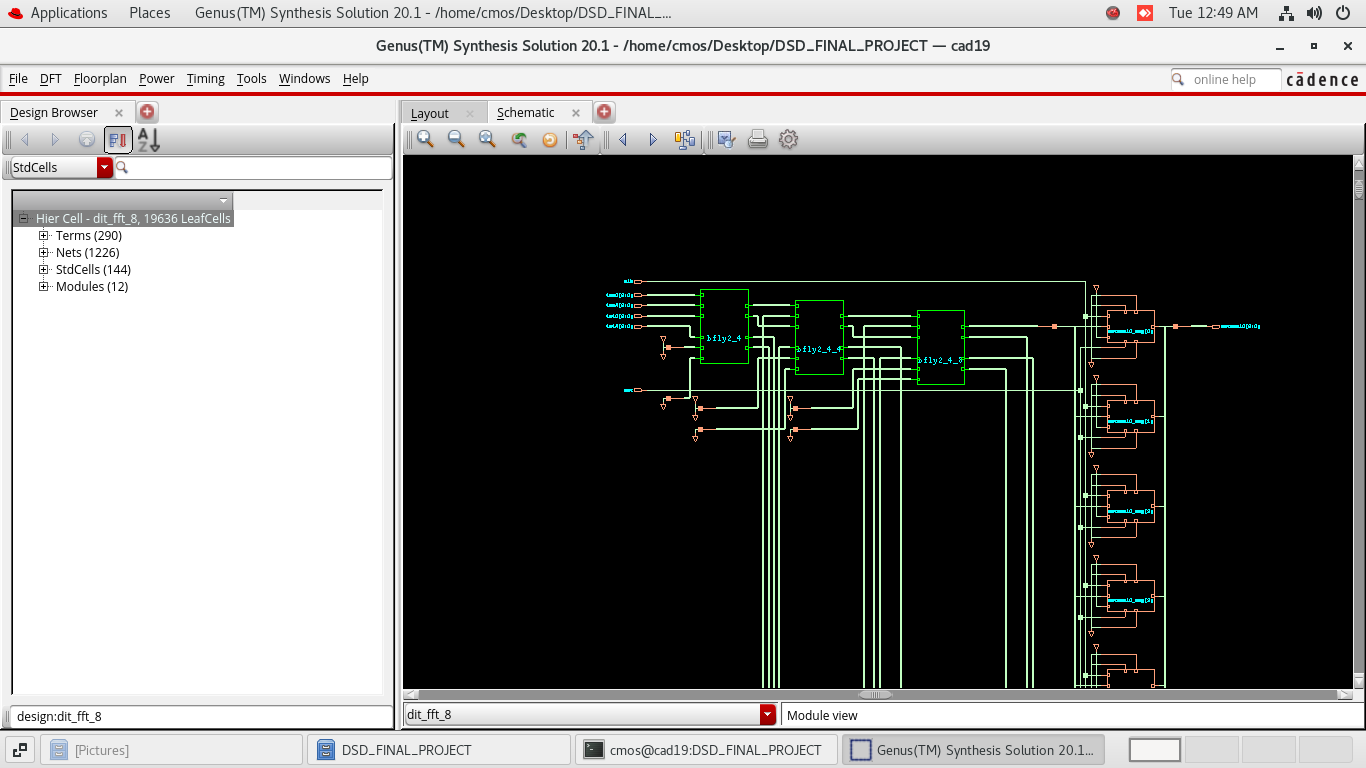 Applications Places Genus(TM) Synthesis Solution 20.1 - /home/cmos/Desktop/DSD_FINAL_... Tue 12:49 AM
Genus(TM) Synthesis Solution 20.1 - /home/cmos/Desktop/DSD_FINAL_PROJECT — cad19
File DFT Floorplan Power Timing Tools Windows Help online help cādence
Design Browser
Layout Schematic
StdCells
Hier Cell - dit_fft_8, 19636 LeafCells
Terms (290)
Nets (1226)
StdCells (144)
Modules (12)
bfly2_4
bfly2_4_4
bfly2_4_3
design:dit_fft_8
dit_fft_8 Module view
[Pictures] DSD_FINAL_PROJECT cmos@cad19:DSD_FINAL_PROJECT Genus(TM) Synthesis Solution 20.1...